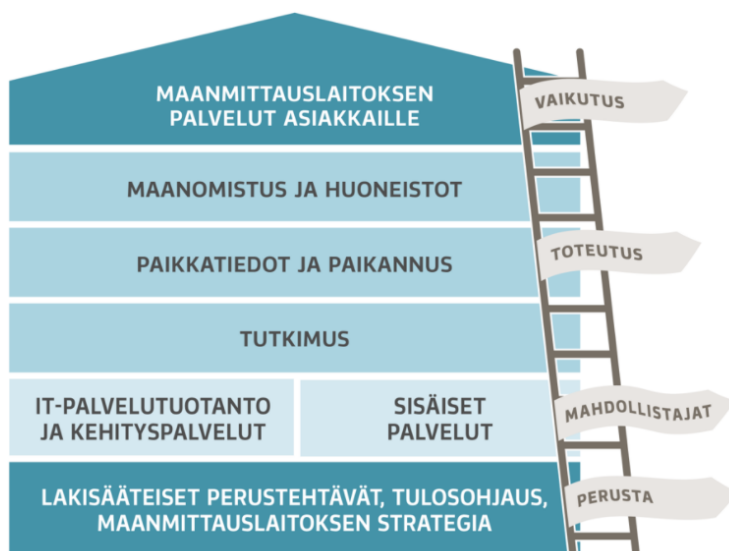 MAANMITTAUSLAITOKSEN
PALVELUT ASIAKKAILLE
VAIKUTUS
MAANOMISTUS JA HUONEISTOT
PAIKKATIEDOT JA PAIKANNUS
TOTEUTUS
TUTKIMUS
IT-PALVELUTUOTANTO
JA KEHITYSPALVELUT
SISÄISET
PALVELUT
MAHDOLLISTAJAT
LAKISÄÄTEISET PERUSTEHTÄVÄT, TULOSOHJAUS,
MAANMITTAUSLAITOKSEN STRATEGIA
PERUSTA